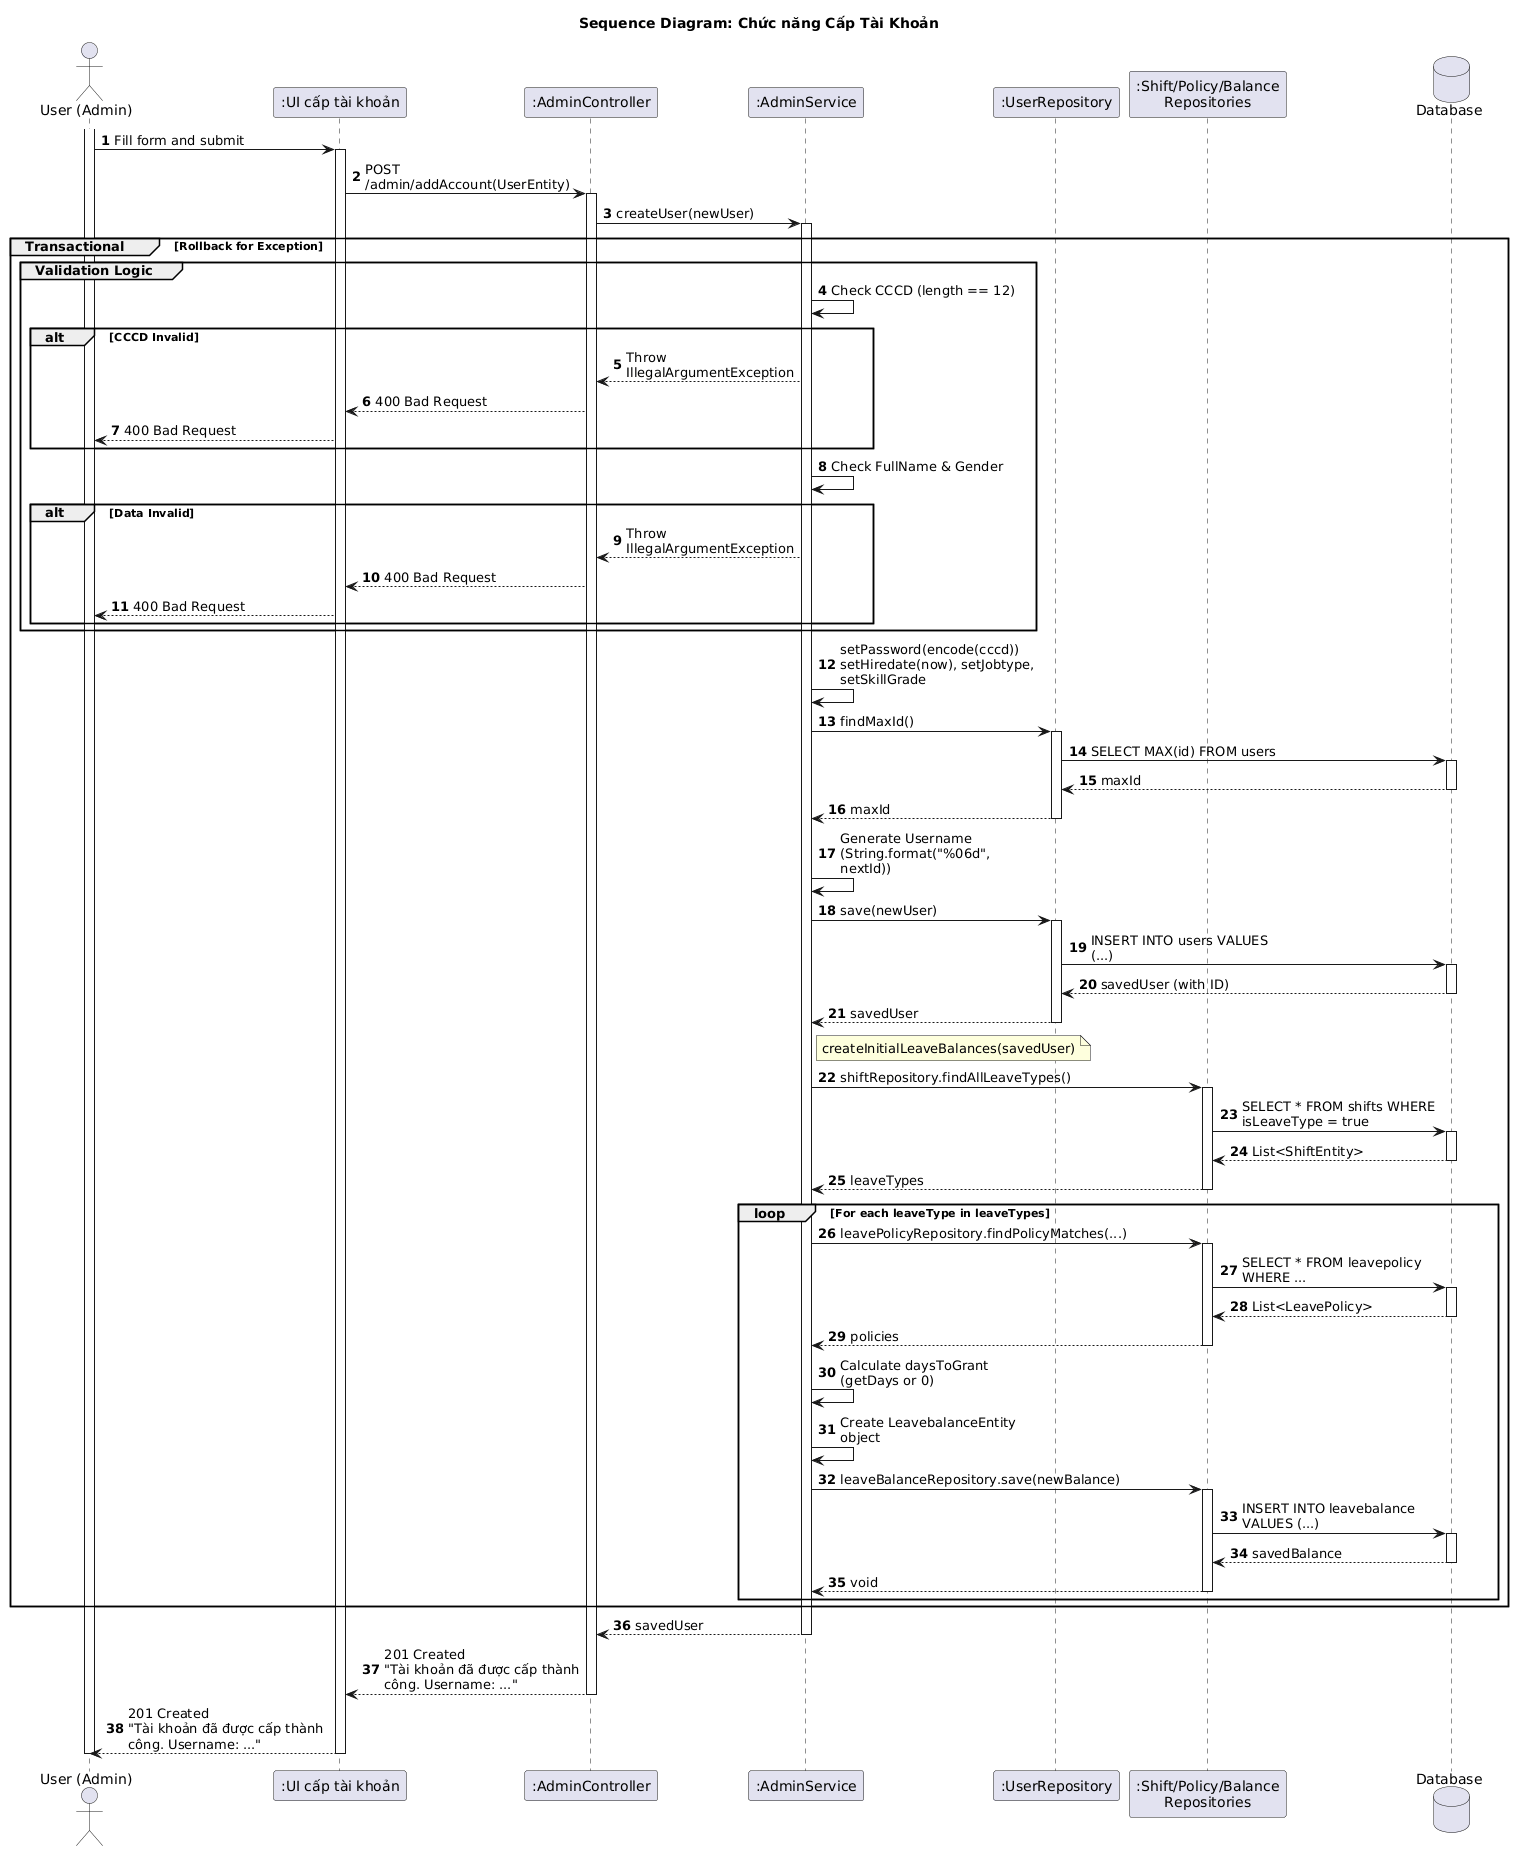 Sequence Diagram: Chức năng Cấp Tài Khoản
User (Admin)
:UI cấp tài khoản
:AdminController
:AdminService
:UserRepository
:Shift/Policy/Balance
Repositories
Database
1 Fill form and submit
2 POST
/admin/addAccount(UserEntity)
3 createUser(newUser)
Transactional [Rollback for Exception]
Validation Logic
4 Check CCCD (length == 12)
alt [CCCD Invalid]
5 Throw
IllegalArgumentException
6 400 Bad Request
7 400 Bad Request
8 Check FullName & Gender
alt [Data Invalid]
9 Throw
IllegalArgumentException
10 400 Bad Request
11 400 Bad Request
12 setPassword(encode(cccd))
setHiredate(now), setJobtype,
setSkillGrade
13 findMaxId()
14 SELECT MAX(id) FROM users
15 maxId
16 maxId
17 Generate Username
(String.format("%06d",
nextId))
18 save(newUser)
19 INSERT INTO users VALUES
(...)
20 savedUser (with ID)
21 savedUser
createInitialLeaveBalances(savedUser)
22 shiftRepository.findAllLeaveTypes()
23 SELECT * FROM shifts WHERE
isLeaveType = true
24 List<ShiftEntity>
25 leaveTypes
loop [For each leaveType in leaveTypes]
26 leavePolicyRepository.findPolicyMatches(...)
27 SELECT * FROM leavepolicy
WHERE ...
28 List<LeavePolicy>
29 policies
30 Calculate daysToGrant
(getDays or 0)
31 Create LeavebalanceEntity
object
32 leaveBalanceRepository.save(newBalance)
33 INSERT INTO leavebalance
VALUES (...)
34 savedBalance
35 void
36 savedUser
37 201 Created
"Tài khoản đã được cấp thành
công. Username: ..."
38 201 Created
"Tài khoản đã được cấp thành
công. Username: ..."
User (Admin)
:UI cấp tài khoản
:AdminController
:AdminService
:UserRepository
:Shift/Policy/Balance
Repositories
Database